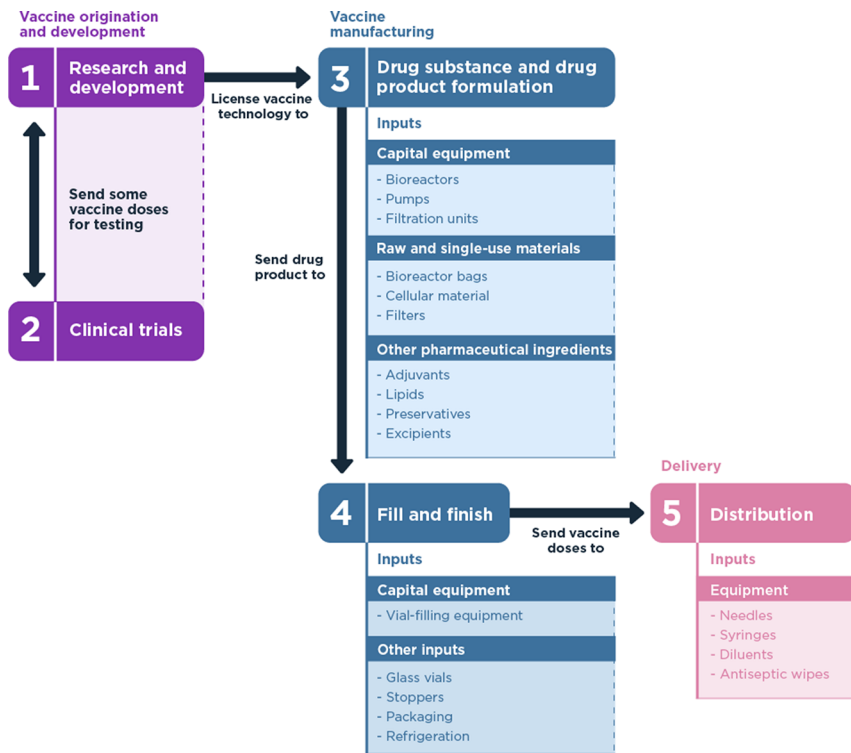 Vaccine origination
and development
1
Research and
development
License vaccine
technology to
Send some
vaccine doses
for testing
2
Clinical trials
Vaccine
manufacturing
3
Drug substance and drug
product formulation
Inputs
Capital equipment
- Bioreactors
- Pumps
- Filtration units
Raw and single-use materials
- Bioreactor bags
- Cellular material
- Filters
Other pharmaceutical ingredients
- Adjuvants
- Lipids
- Preservatives
- Excipients
Send drug
product to
4
Fill and finish
Inputs
Capital equipment
- Vial-filling equipment
Other inputs
- Glass vials
- Stoppers
- Packaging
- Refrigeration
Send vaccine
doses to
Delivery
5
Distribution
Inputs
Equipment
- Needles
- Syringes
- Diluents
- Antiseptic wipes